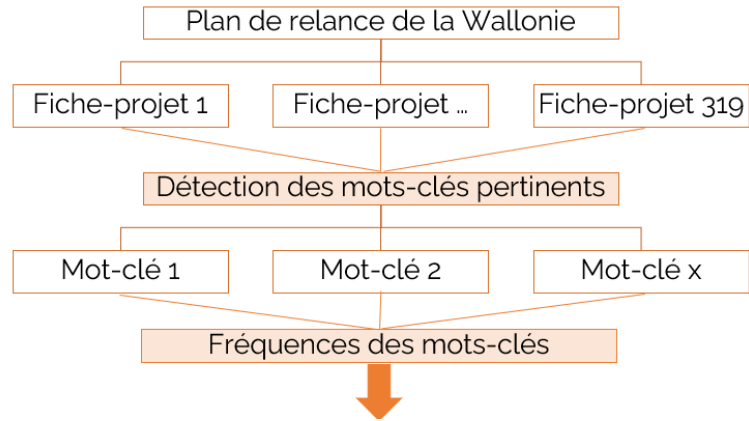 Plan de relance de la Wallonie
Fiche-projet 1
Fiche-projet ...
Fiche-projet 319
Détection des mots-clés pertinents
Mot-clé 1
Mot-clé 2
Mot-clé x
Fréquences des mots-clés